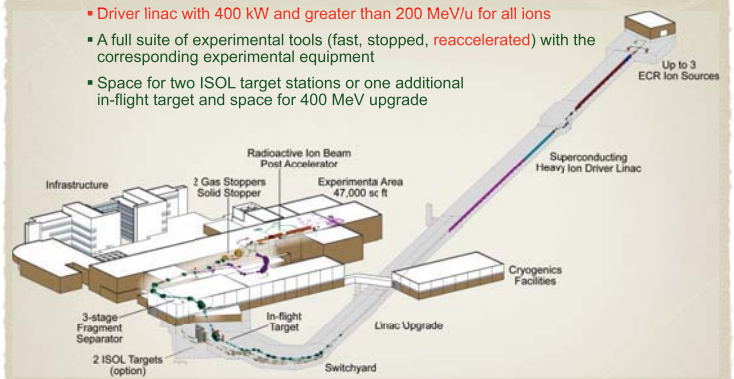 ▪ Driver linac with 400 kW and greater than 200 MeV/u for all ions
▪ A full suite of experimental tools (fast, stopped, reaccelerated) with the
corresponding experimental equipment
▪ Space for two ISOL target stations or one additional
in-flight target and space for 400 MeV upgrade
Up to 3
ECR Ion Sources
Radioactive Ion Beam
Post Accelerator
Superconducting
Heavy Ion Driver Linac
Infrastructure
2 Gas Stoppers
Solid Stopper
Experimental Area
47,000 sq ft
Cryogenics
Facilities
3-stage
Fragment
Separator
In-flight
Target
Linac Upgrade
2 ISOL Targets
(option)
Switchyard